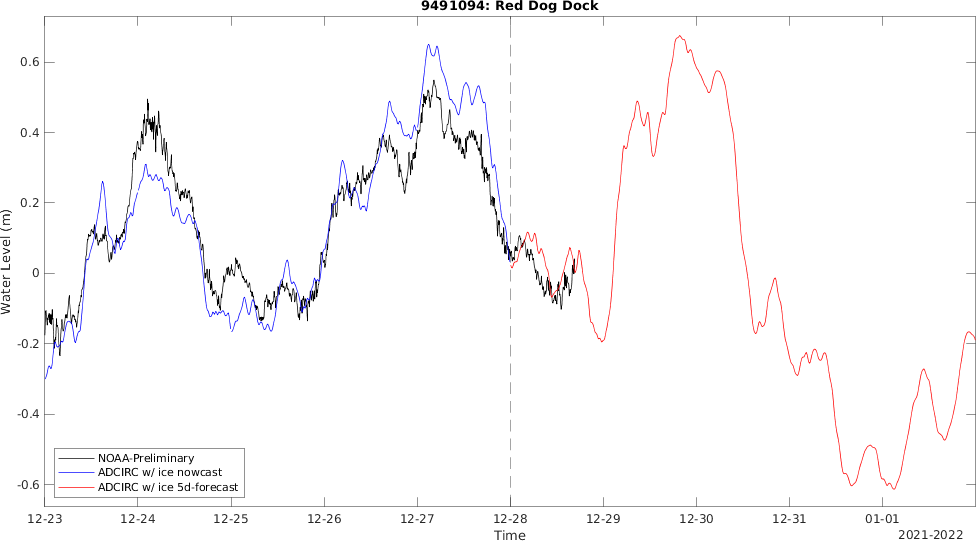 9491094: Red Dog Dock
Water Level (m)
0.6
0.4
0.2
0
-0.2
-0.4
-0.6
NOAA-Preliminary
ADCIRC w/ ice nowcast
ADCIRC w/ ice 5d-forecast
12-23 12-24 12-25 12-26 12-27 12-28 12-29 12-30 12-31 01-01
Time
2021-2022